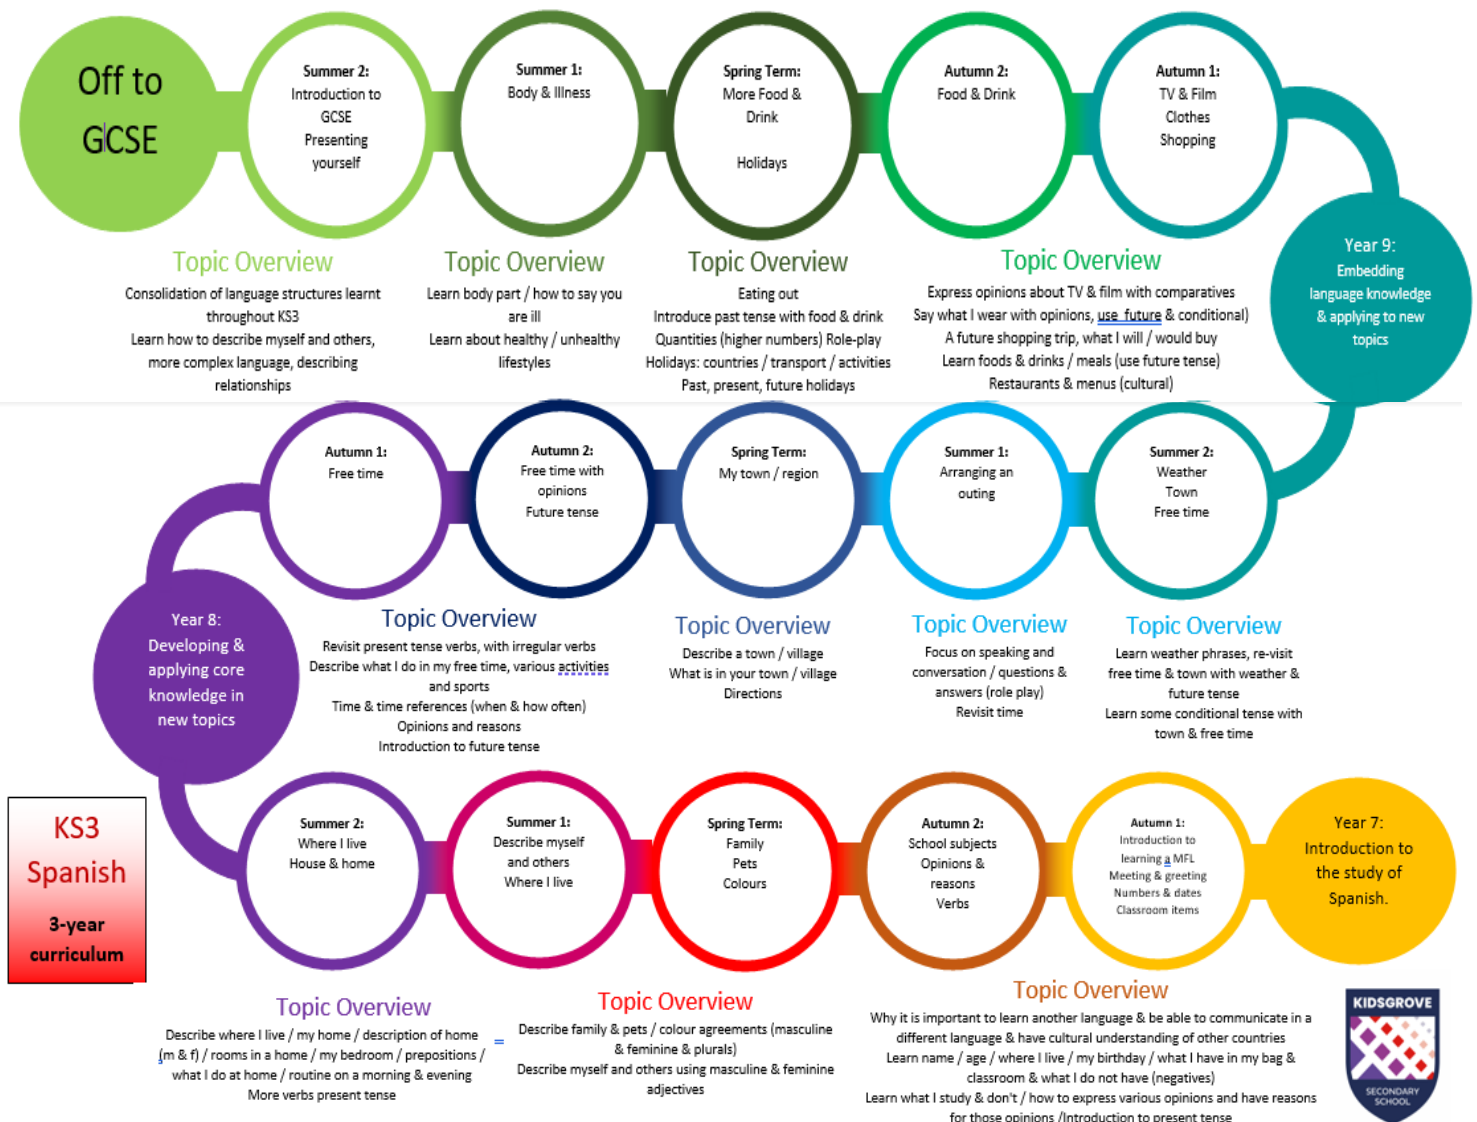 Off to
GCSE
Summer 2:
Introduction to
GCSE
Presenting
yourself
Summer 1:
Body & Illness
Spring Term:
More Food &
Drink
Holidays
Autumn 2:
Food & Drink
Autumn 1:
TV & Film
Clothes
Shopping
Year 9:
Embedding
language knowledge
& applying to new
topics
Topic Overview
Consolidation of language structures learnt
throughout KS3
Learn how to describe myself and others,
more complex language, describing
relationships
Topic Overview
Learn body part / how to say you
are ill
Learn about healthy / unhealthy
lifestyles
Topic Overview
Eating out
Introduce past tense with food & drink
Quantities (higher numbers) Role-play
Holidays: countries / transport / activities
Past, present, future holidays
Topic Overview
Express opinions about TV & film with comparatives
Say what I wear with opinions, use future & conditional)
A future shopping trip, what I will / would buy
Learn foods & drinks / meals (use future tense)
Restaurants & menus (cultural)
Autumn 1:
Free time
Autumn 2:
Free time with
opinions
Future tense
Spring Term:
My town / region
Summer 1:
Arranging an
outing
Summer 2:
Weather
Town
Free time
Year 8:
Developing &
applying core
knowledge in
new topics
Topic Overview
Revisit present tense verbs, with irregular verbs
Describe what I do in my free time, various activities
and sports
Time & time references (when & how often)
Opinions and reasons
Introduction to future tense
Topic Overview
Describe a town / village
What is in your town / village
Directions
Topic Overview
Focus on speaking and
conversation / questions &
answers (role play)
Revisit time
Topic Overview
Learn weather phrases, re-visit
free time & town with weather &
future tense
Learn some conditional tense with
town & free time
KS3
Spanish
3-year
curriculum
Summer 2:
Where I live
House & home
Summer 1:
Describe myself
and others
Where I live
Spring Term:
Family
Pets
Colours
Autumn 2:
School subjects
Opinions &
reasons
Verbs
Autumn 1:
Introduction to
learning a MFL
Meeting & greeting
Numbers & dates
Classroom items
Year 7:
Introduction to
the study of
Spanish.
Topic Overview
Describe where I live / my home / description of home
(m & f) / rooms in a home / my bedroom / prepositions /
what I do at home / routine on a morning & evening
More verbs present tense
=
Topic Overview
Describe family & pets / colour agreements (masculine
& feminine & plurals)
Describe myself and others using masculine & feminine
adjectives
Topic Overview
Why it is important to learn another language & be able to communicate in a
different language & have cultural understanding of other countries
Learn name / age / where I live / my birthday / what I have in my bag &
classroom & what I do not have (negatives)
Learn what I study & don't / how to express various opinions and have reasons
for those opinions /Introduction to present tense
KIDSGROVE
SECONDARY
SCHOOL